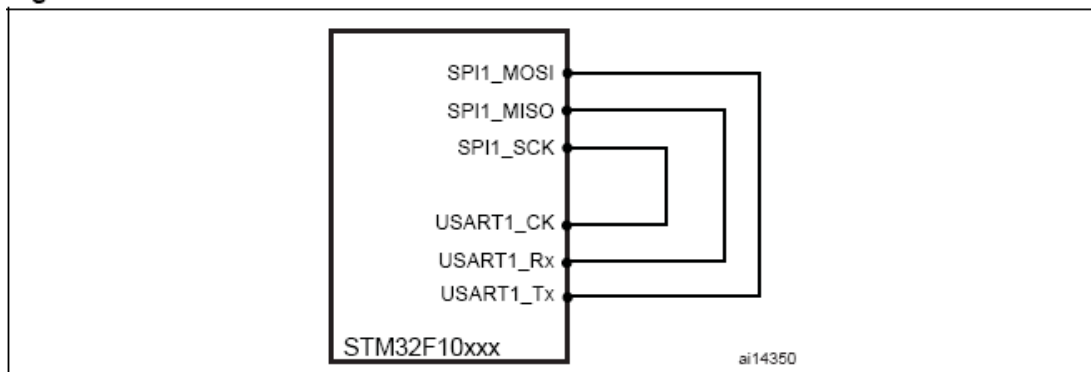 SPI1_MOSI
SPI1_MISO
SPI1_SCK
USART1_CK
USART1_Rx
USART1_Tx
STM32F10xxx
ai14350